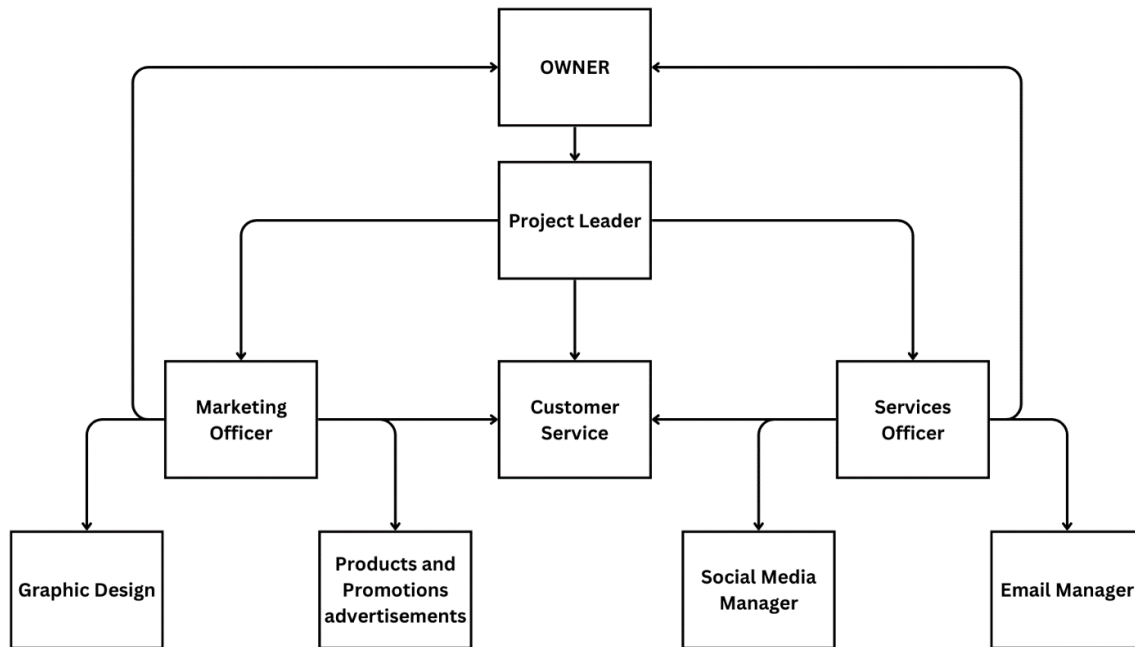 OWNER
Project Leader
Marketing
Officer
Customer
Service
Services
Officer
Graphic Design
Products and
Promotions
advertisements
Social Media
Manager
Email Manager